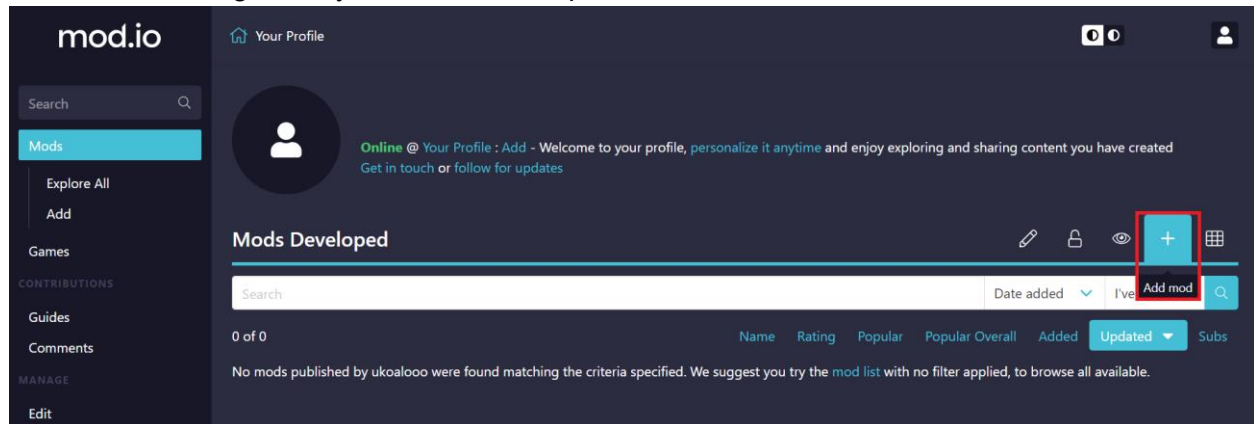 mod.io
Your Profile
Search
Mods
Explore All
Add
Games
CONTRIBUTIONS
Guides
Comments
MANAGE
Edit
Online @ Your Profile : Add - Welcome to your profile, personalize it anytime and enjoy exploring and sharing content you have created
Get in touch or follow for updates
Mods Developed
Add mod
Search
Date added
I've
0 of 0
Name Rating Popular Popular Overall Added Updated Subs
No mods published by ukoalooo were found matching the criteria specified. We suggest you try the mod list with no filter applied, to browse all available.